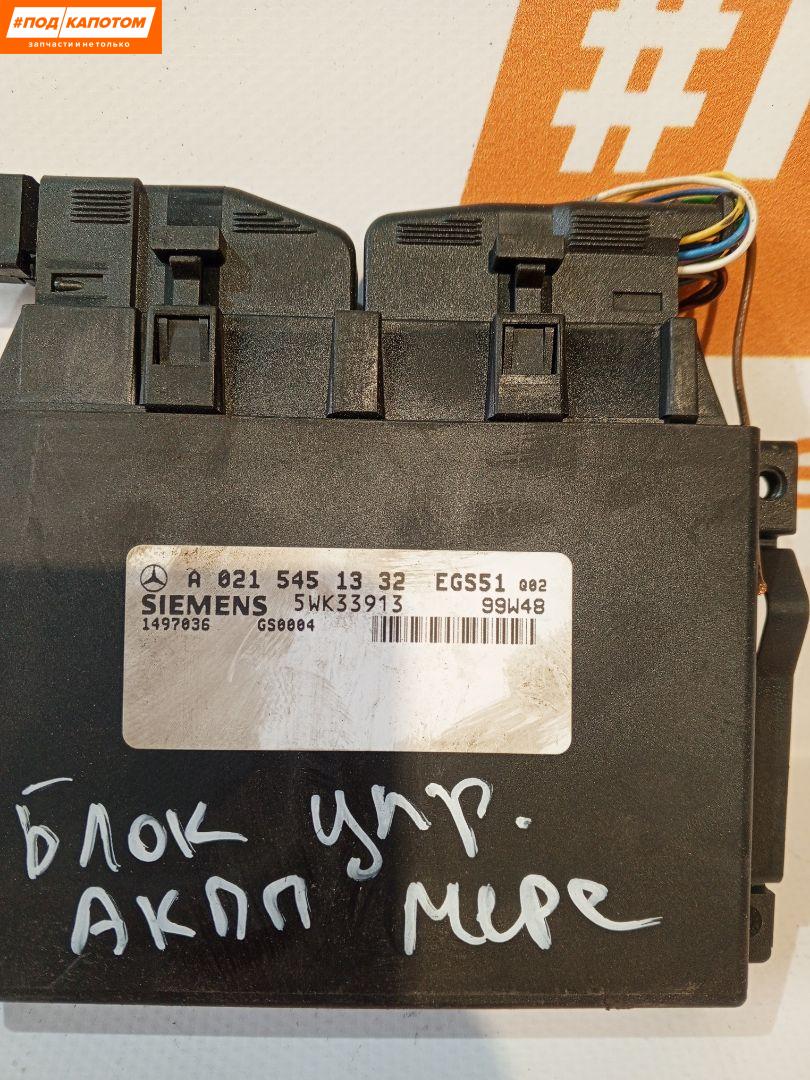 #ПОД КАПОТОМ
запчасти и не только
#
A 021 545 13 32 EGS51 Q02
SIEMENS 5WK33913 99W48
1497036 GS0004
Блок упр.
АКПП мерс